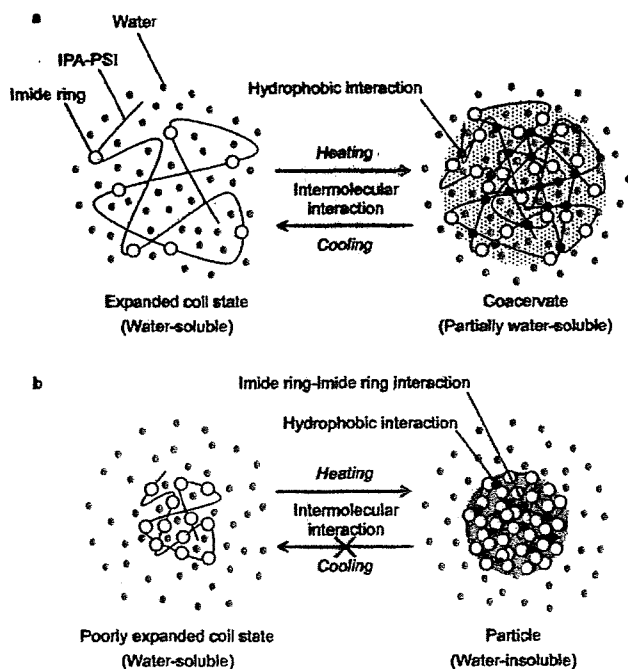 a
Water
IPA-PSI
Imide ring
Hydrophobic interaction
Heating
Intermolecular
interaction
Cooling
Expanded coil state
(Water-soluble)
Coacervate
(Partially water-soluble)
b
Imide ring-Imide ring interaction
Hydrophobic interaction
Heating
Intermolecular
interaction
Cooling
Poorly expanded coil state
(Water-soluble)
Particle
(Water-insoluble)